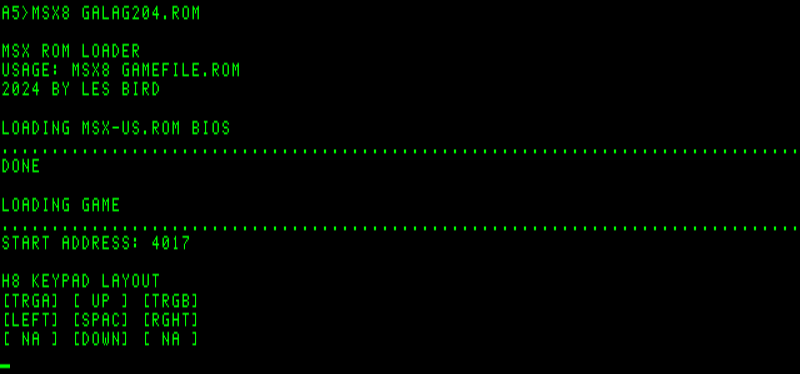 A5>MSX8 GALAG204.ROM
MSX ROM LOADER
USAGE: MSX8 GAMEFILE.ROM
2024 BY LES BIRD
LOADING MSX-US.ROM BIOS
................................................................................
DONE
LOADING GAME
................................................................................
START ADDRESS: 4017
H8 KEYPAD LAYOUT
[TRGA] [ UP ] [TRGB]
[LEFT] [SPAC] [RGHT]
[ NA ] [DOWN] [ NA ]